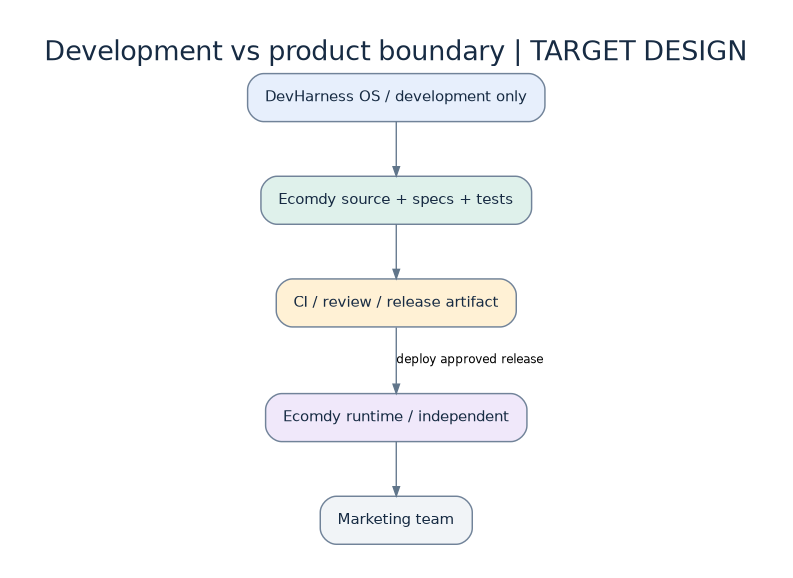 Development vs product boundary | TARGET DESIGN
DevHarness OS / development only
Ecomdy source + specs + tests
CI / review / release artifact
deploy approved release
Ecomdy runtime / independent
Marketing team